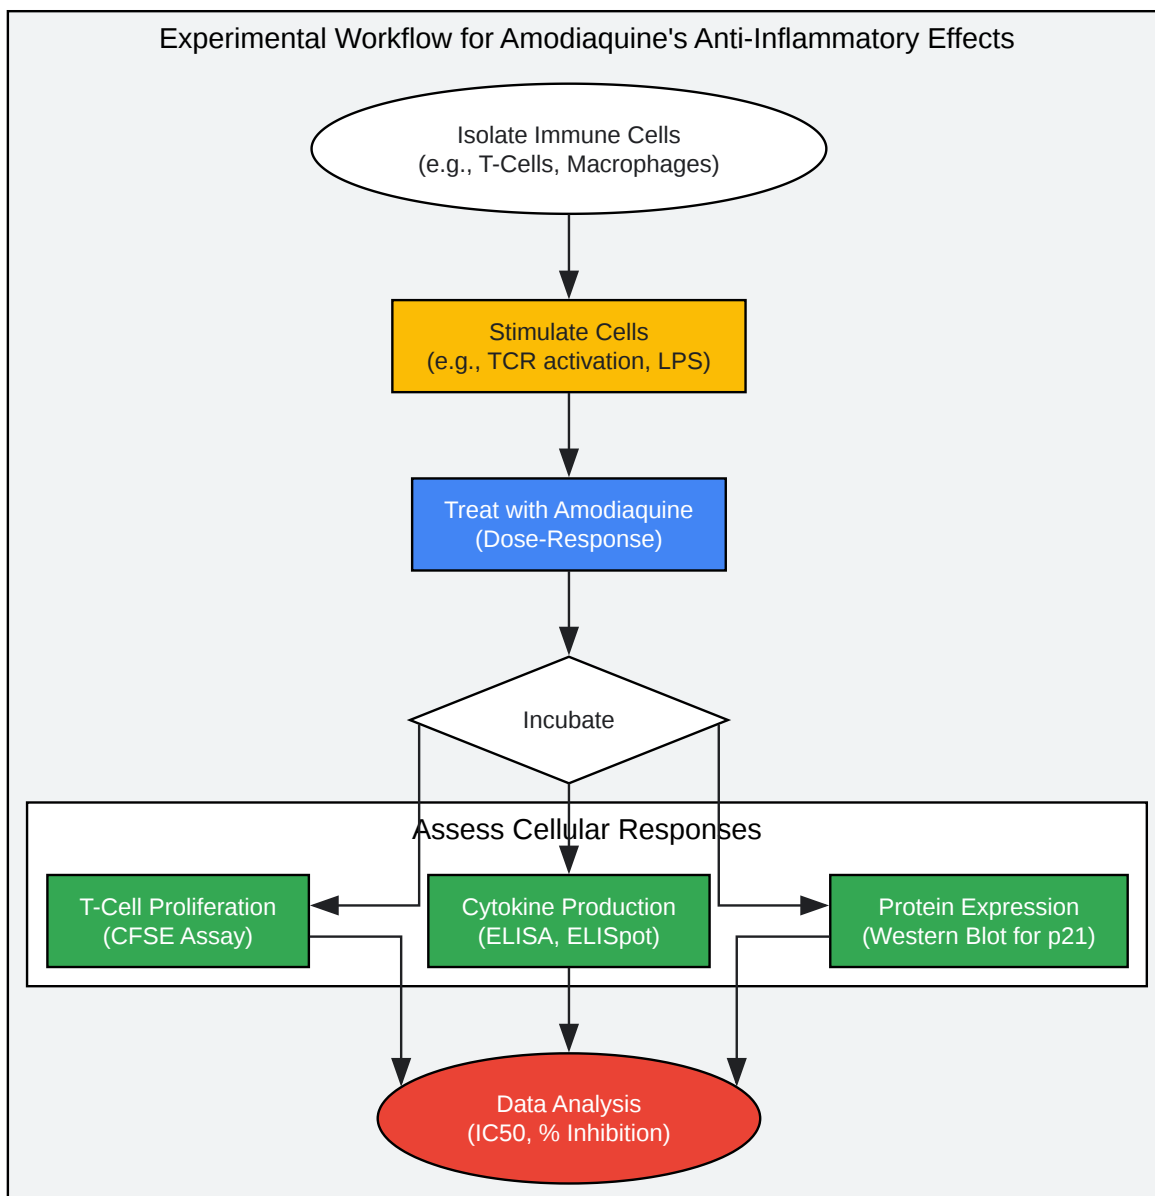 Experimental Workflow for Amodiaquine's Anti-Inflammatory Effects
Isolate Immune Cells
(e.g., T-Cells, Macrophages)
Stimulate Cells
(e.g., TCR activation, LPS)
Treat with Amodiaquine
(Dose-Response)
Incubate
Assess Cellular Responses
T-Cell Proliferation
(CFSE Assay)
Cytokine Production
(ELISA, ELISpot)
Protein Expression
(Western Blot for p21)
Data Analysis
(IC50, % Inhibition)